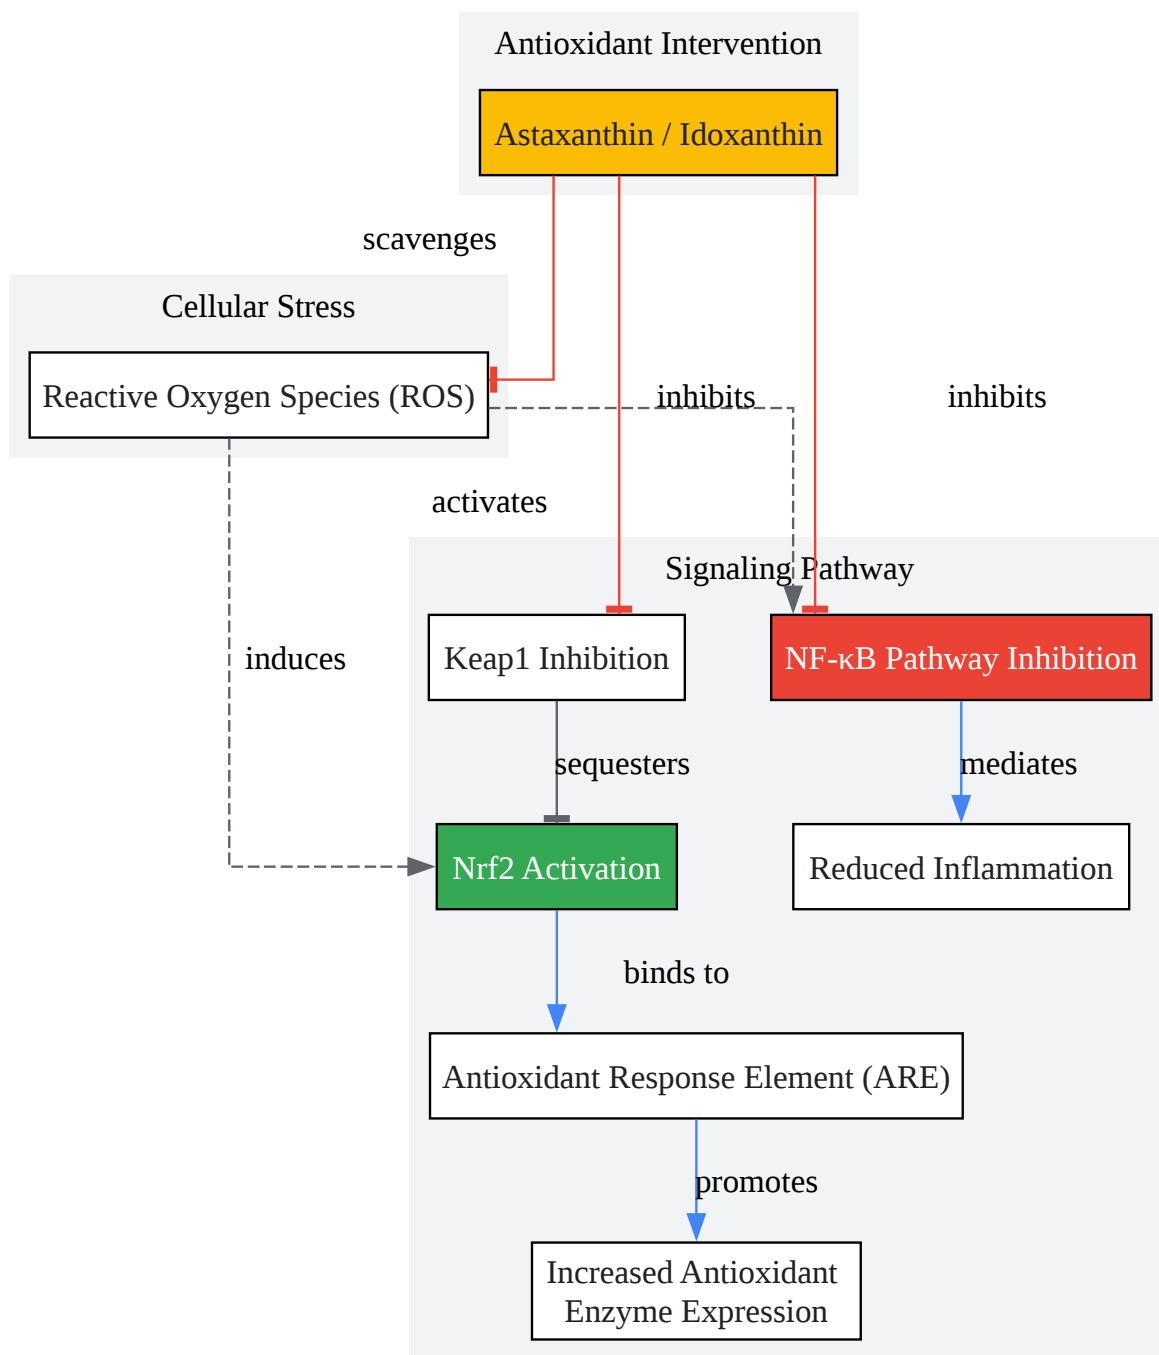 Antioxidant Intervention
Astaxanthin / Idoxanthin
scavenges
Cellular Stress
Reactive Oxygen Species (ROS)
inhibits
inhibits
activates
Signaling Pathway
Keap1 Inhibition
NF-κB Pathway Inhibition
induces
sequesters
mediates
Nrf2 Activation
Reduced Inflammation
binds to
Antioxidant Response Element (ARE)
promotes
Increased Antioxidant
Enzyme Expression